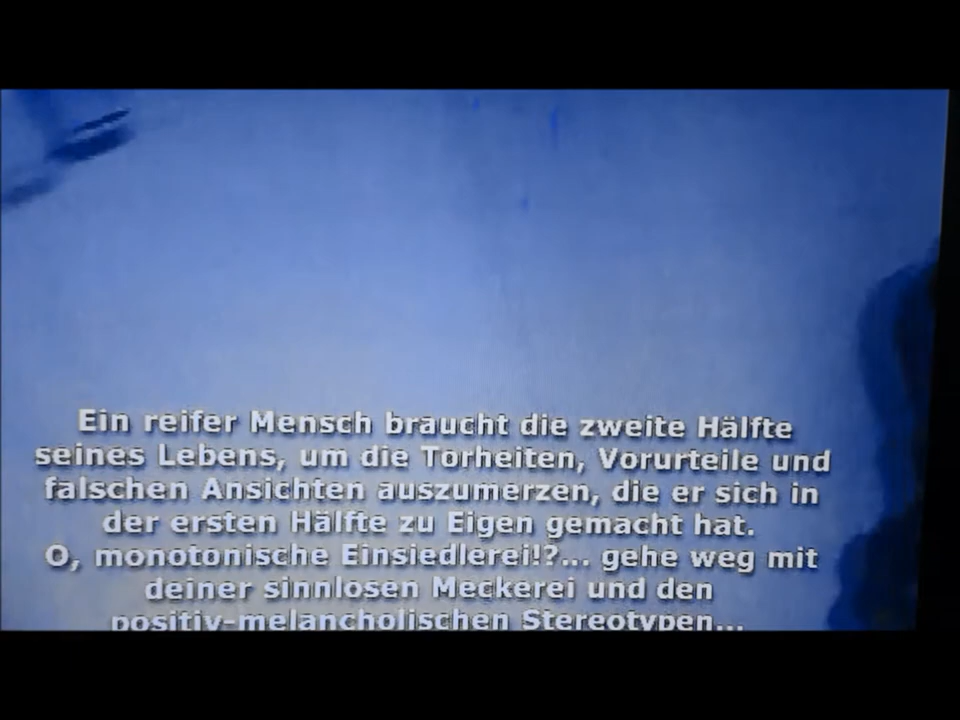 Ein reifer Mensch braucht die zweite Hälfte
seines Lebens, um die Torheiten, Vorurteile und
falschen Ansichten auszumerzen, die er sich in
der ersten Hälfte zu Eigen gemacht hat.
O, monotonische Einsiedlerei!?... gehe weg mit
deiner sinnlosen Meckerei und den
positiv-melancholischen Stereotypen...